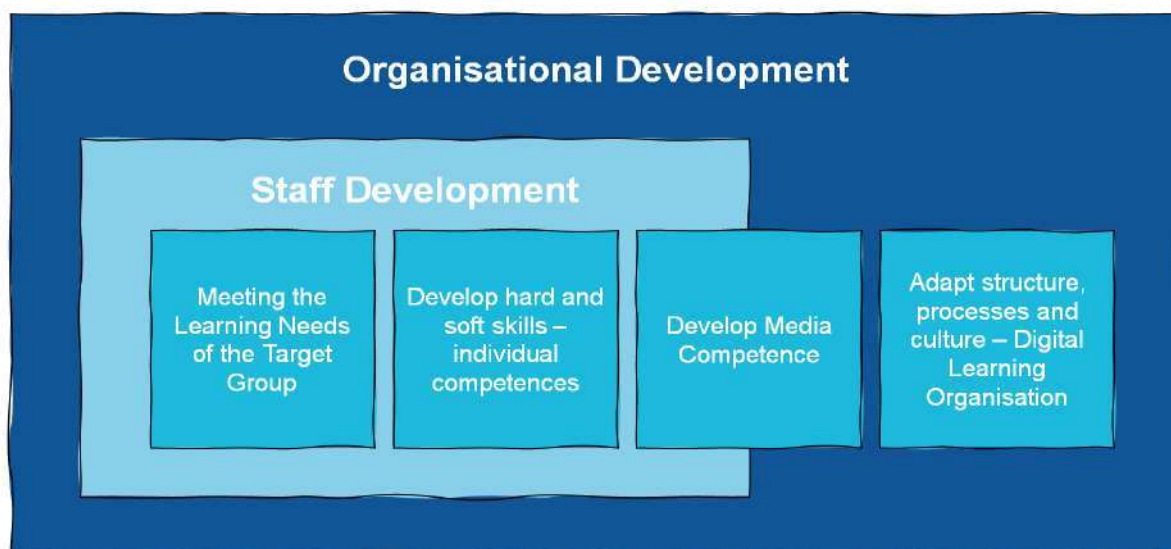 Organisational Development
Staff Development
Meeting the
Learning Needs
of the Target
Group
Develop hard and
soft skills –
individual
competences
Develop Media
Competence
Adapt structure,
processes and
culture – Digital
Learning
Organisation